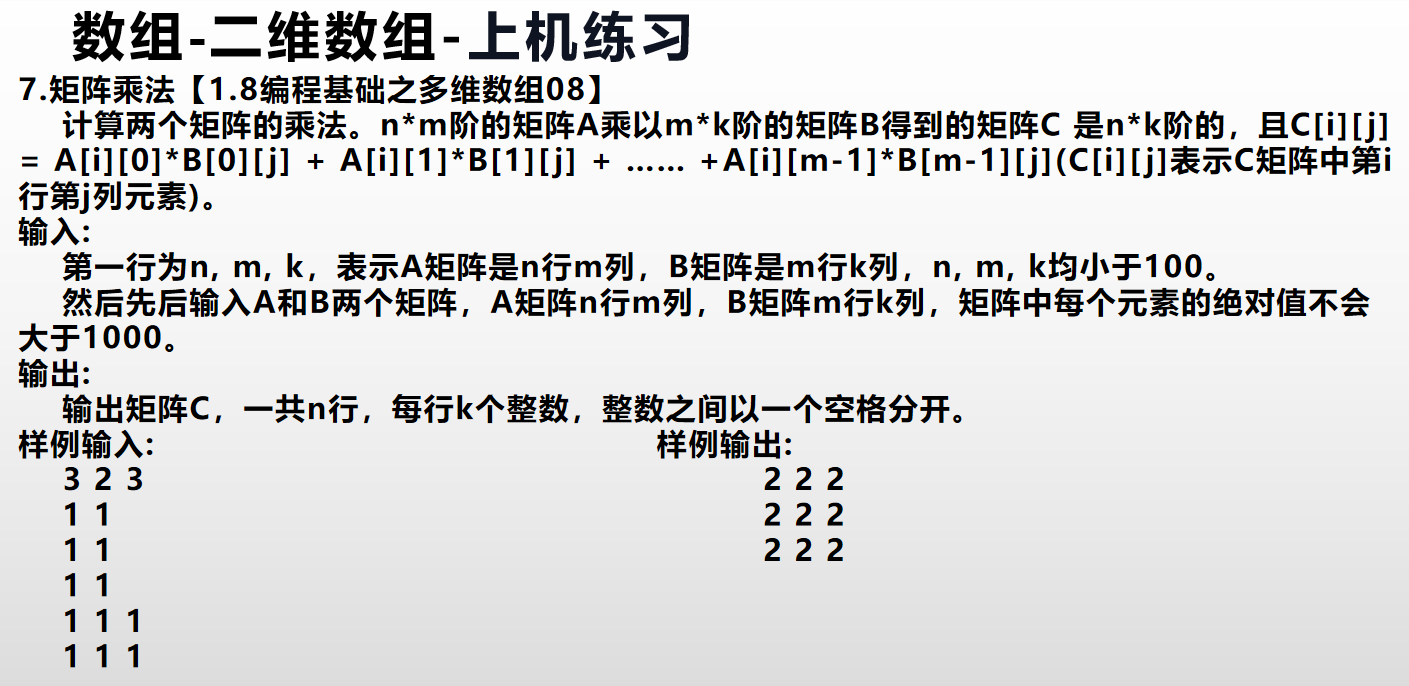 数组-二维数组-上机练习
7.矩阵乘法【1.8编程基础之多维数组08】
计算两个矩阵的乘法。n*m阶的矩阵A乘以m*k阶的矩阵B得到的矩阵C 是n*k阶的，且C[i][j]
= A[i][0]*B[0][j] + A[i][1]*B[1][j] + …… +A[i][m-1]*B[m-1][j](C[i][j]表示C矩阵中第i
行第j列元素)。
输入:
第一行为n, m, k，表示A矩阵是n行m列，B矩阵是m行k列，n, m, k均小于100。
然后先后输入A和B两个矩阵，A矩阵n行m列，B矩阵m行k列，矩阵中每个元素的绝对值不会
大于1000。
输出:
输出矩阵C，一共n行，每行k个整数，整数之间以一个空格分开。
样例输入:
3 2 3
1 1
1 1
1 1
1 1 1
1 1 1
样例输出:
2 2 2
2 2 2
2 2 2